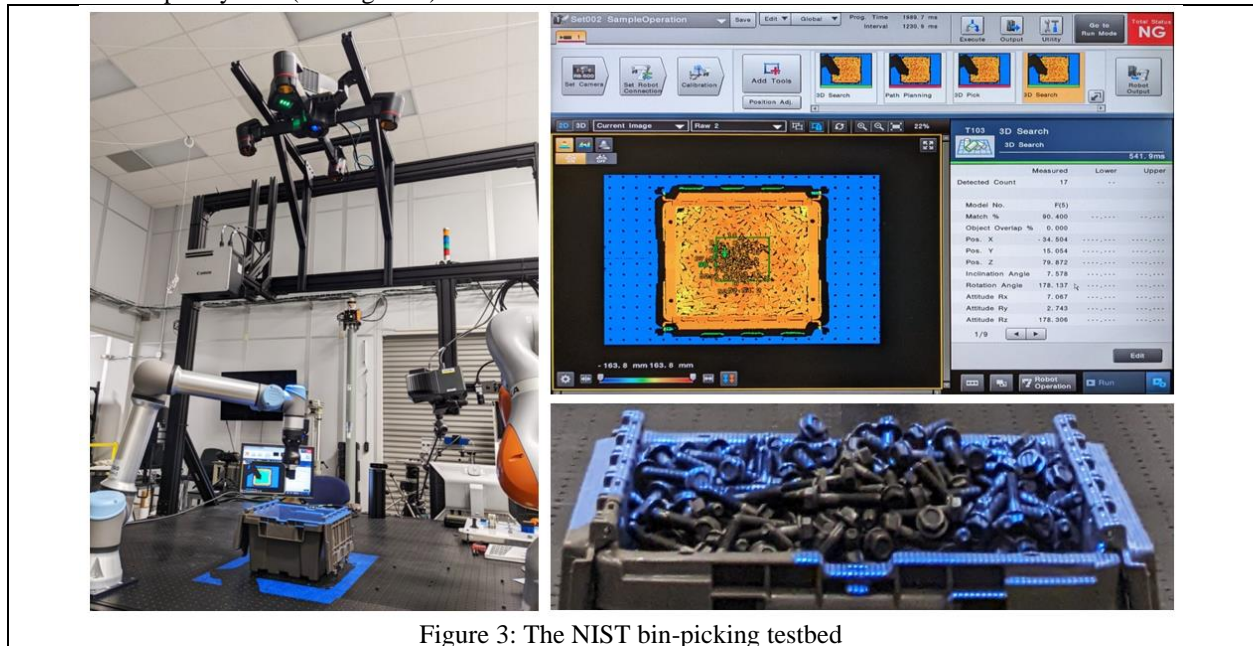 Set002 SampleOperation
Save
Edit
Global
Prog. Time 1989.7 ms
Interval 1230.9 ms
Execute
Output
Utility
Go to
Run Mode
Total Status
NG
1
Set Camera
Set Robot
Connection
Calibration
Add Tools
Position Adj.
3D Search
Path Planning
3D Pick
3D Search
Robot
Output
2D 3D Current Image
Raw 2
22%
T103 3D Search
3D Search
541.9ms
Measured Lower Upper
Detected Count 17 -- --
Model No. F(5)
Match % 90.400 --.--- --.---
Object Overlap % 0.000
Pos. X -34.504 ----.--- ----.---
Pos. Y 15.054 ----.--- ----.---
Pos. Z 79.872 ----.--- ----.---
Inclination Angle 7.578 ---.--- ---.---
Rotation Angle 178.137 ---.--- ---.---
Attitude Rx 7.067 ---.--- ---.---
Attitude Ry 2.743 ---.--- ---.---
Attitude Rz 178.306 ---.--- ---.---
1/9
Edit
-163.8 mm 163.8 mm
Robot
Operation
Run
Canon
Figure 3: The NIST bin-picking testbed